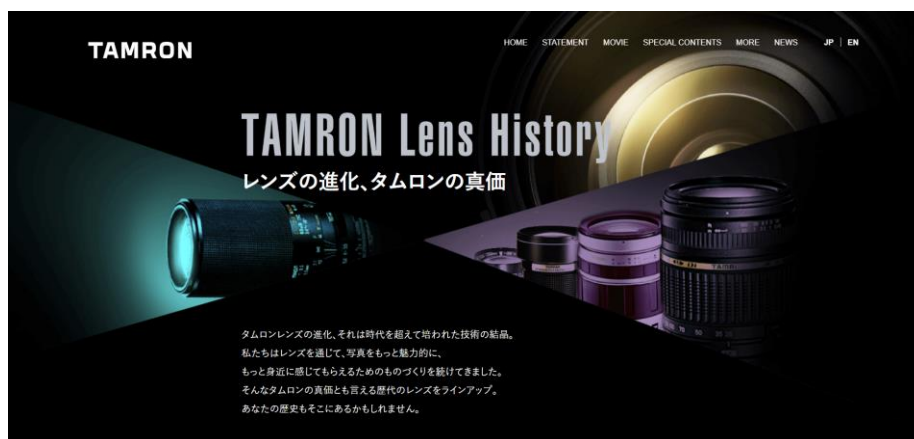 TAMRON
HOME STATEMENT MOVIE SPECIAL CONTENTS MORE NEWS JP | EN
TAMRON Lens History
レンズの進化、タムロンの真価
タムロンレンズの進化、それは時代を超えて培われた技術の結晶。
私たちはレンズを通じて、写真をもっと魅力的に、
もっと身近に感じてもらえるためのものづくりを続けてきました。
そんなタムロンの真価とも言える歴代のレンズをラインアップ。
あなたの歴史もそこにあるかもしれません。